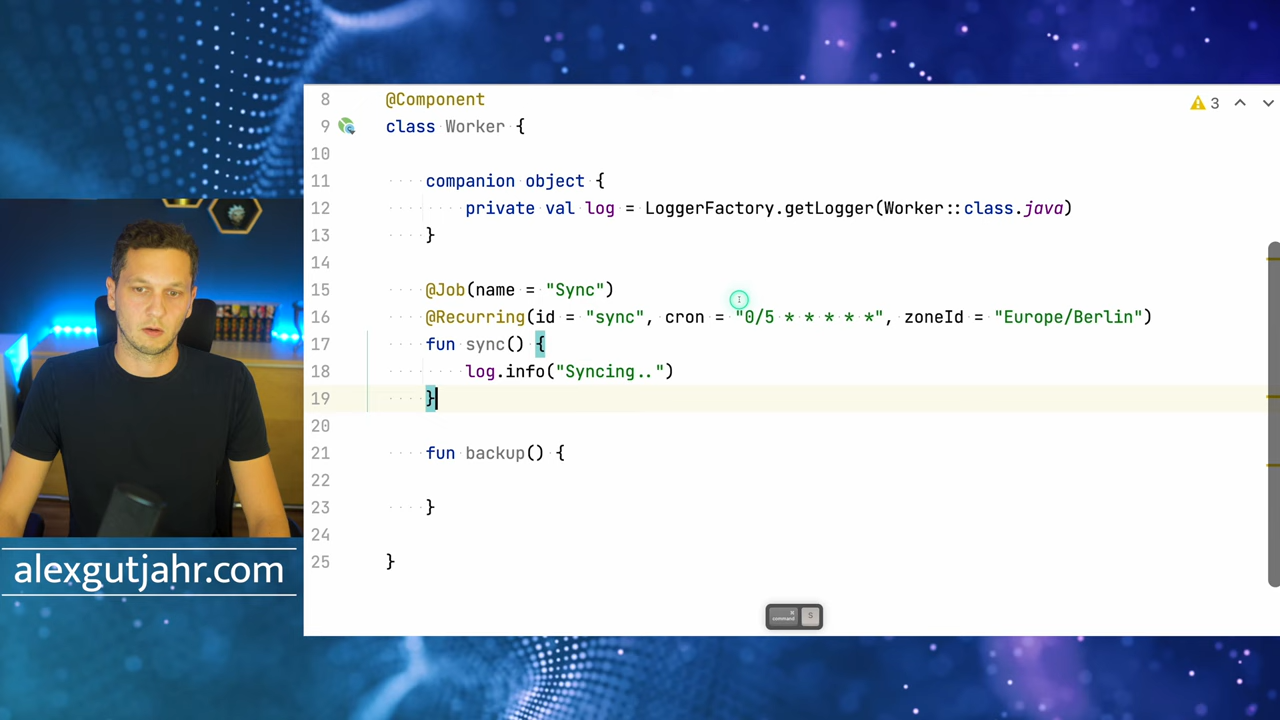 8 @Component
9 class Worker {
10
11 companion object {
12 private val log = LoggerFactory.getLogger(Worker::class.java)
13 }
14
15 @Job(name = "Sync")
16 @Recurring(id = "sync", cron = "0/5 * * * * *", zoneId = "Europe/Berlin")
17 fun sync() {
18 log.info("Syncing..")
19 }
20
21 fun backup() {
22
23 }
24
25 }
3
alexgutjahr.com
command S